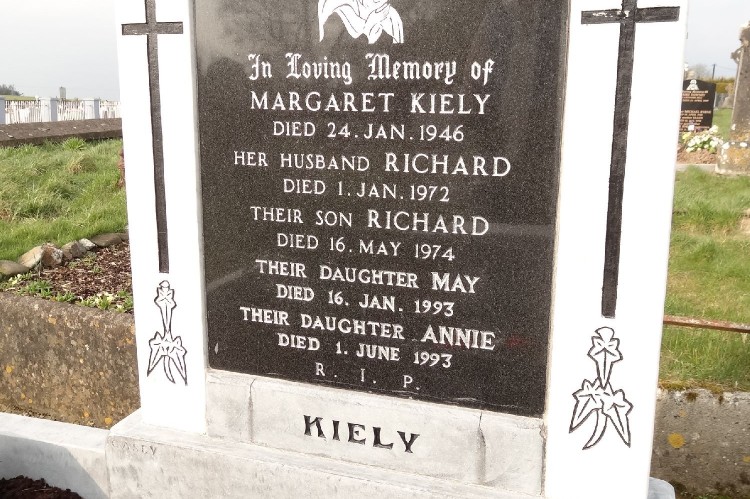 In Loving Memory of
MARGARET KIELY
DIED 24. JAN. 1946
HER HUSBAND RICHARD
DIED 1. JAN. 1972
THEIR SON RICHARD
DIED 16. MAY 1974
THEIR DAUGHTER MAY
DIED 16. JAN. 1993
THEIR DAUGHTER ANNIE
DIED 1. JUNE 1993
R. I. P.
KIELY